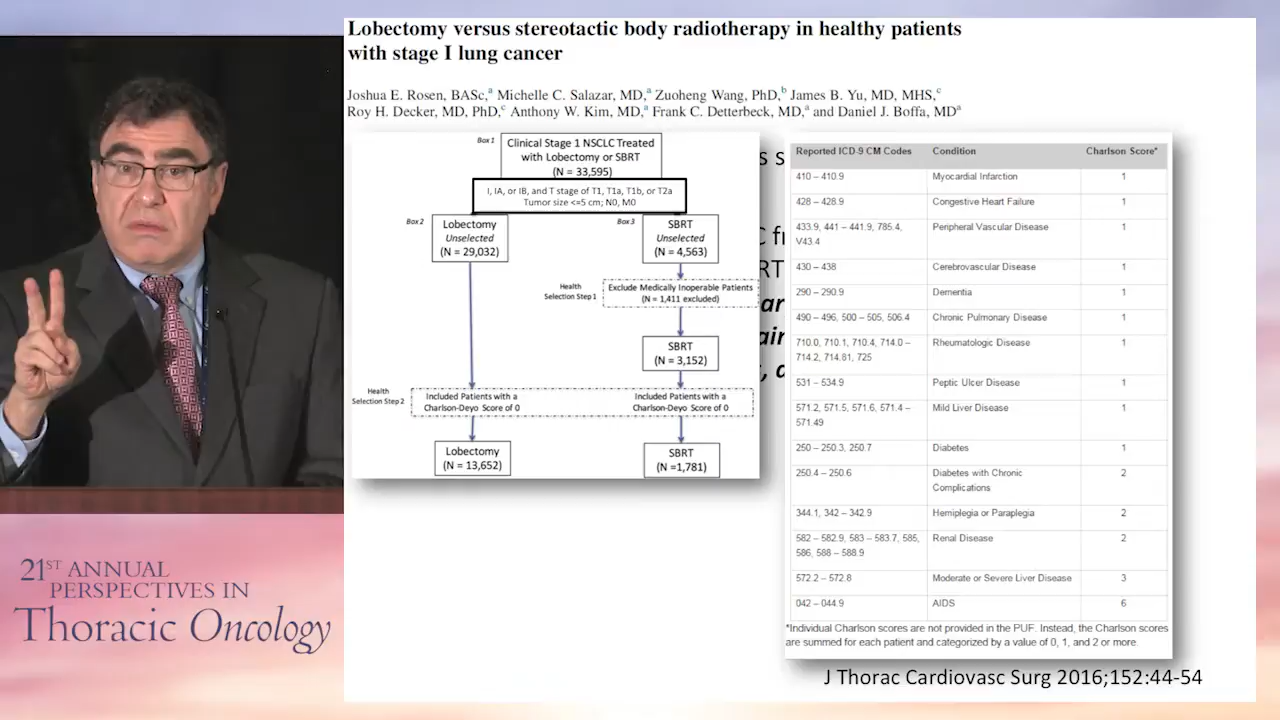 Lobectomy versus stereotactic body radiotherapy in healthy patients
with stage I lung cancer
Joshua E. Rosen, BASc,a Michelle C. Salazar, MD,a Zuoheng Wang, PhD,b James B. Yu, MD, MHS,c
Roy H. Decker, MD, PhD,c Anthony W. Kim, MD,a Frank C. Detterbeck, MD,a and Daniel J. Boffa, MDa
Box 1
Clinical Stage 1 NSCLC Treated
with Lobectomy or SBRT
(N = 33,595)
I, IA, or IB, and T stage of T1, T1a, T1b, or T2a
Tumor size <=5 cm; N0, M0
Box 2
Lobectomy
Unselected
(N = 29,032)
Box 3
SBRT
Unselected
(N = 4,563)
Health
Selection Step 1
Exclude Medically Inoperable Patients
(N = 1,411 excluded)
SBRT
(N = 3,152)
Health
Selection Step 2
Included Patients with a
Charlson-Deyo Score of 0
Included Patients with a
Charlson-Deyo Score of 0
Lobectomy
(N = 13,652)
SBRT
(N =1,781)
Reported ICD-9 CM Codes Condition Charlson Score*
410 – 410.9 Myocardial Infarction 1
428 – 428.9 Congestive Heart Failure 1
433.9, 441 – 441.9, 785.4, Peripheral Vascular Disease 1
V43.4
430 – 438 Cerebrovascular Disease 1
290 – 290.9 Dementia 1
490 – 496, 500 – 505, 506.4 Chronic Pulmonary Disease 1
710.0, 710.1, 710.4, 714.0 – Rheumatologic Disease 1
714.2, 714.81, 725
531 – 534.9 Peptic Ulcer Disease 1
571.2, 571.5, 571.6, 571.4 – Mild Liver Disease 1
571.49
250 – 250.3, 250.7 Diabetes 1
250.4 – 250.6 Diabetes with Chronic 2
Complications
344.1, 342 – 342.9 Hemiplegia or Paraplegia 2
582 – 582.9, 583 – 583.7, 585, Renal Disease 2
586, 588 – 588.9
572.2 – 572.8 Moderate or Severe Liver Disease 3
042 – 044.9 AIDS 6
*Individual Charlson scores are not provided in the PUF. Instead, the Charlson scores
are summed for each patient and categorized by a value of 0, 1, and 2 or more.
J Thorac Cardiovasc Surg 2016;152:44-54
21ST ANNUAL
PERSPECTIVES IN
Thoracic Oncology